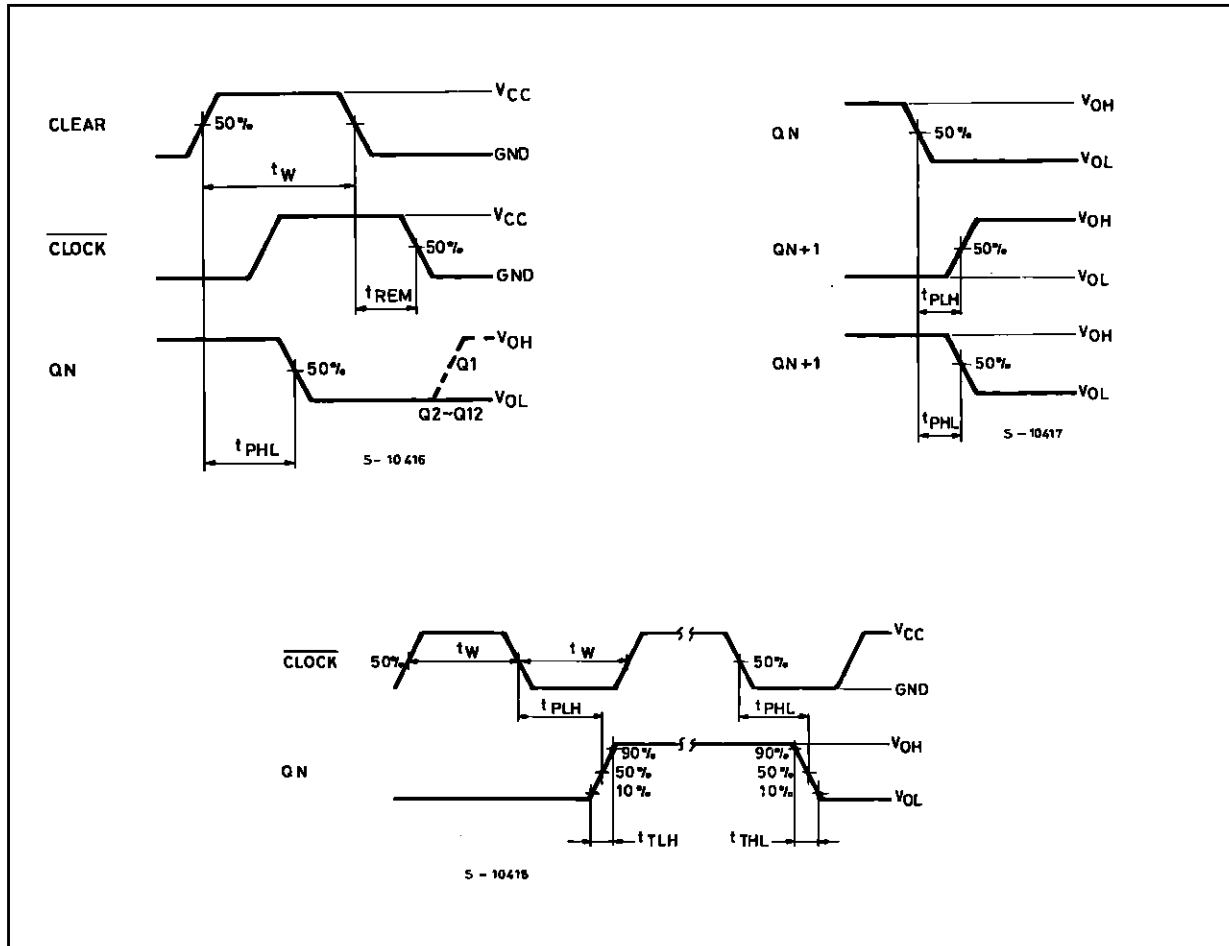 VCC
CLEAR
50%
GND
tW
VCC
CLOCK
50%
GND
tREM
VOH
QN
50%
Q1
VOL
Q2~Q12
tPHL
S-10416
VOH
QN
50%
VOL
VOH
QN+1
50%
VOL
tPLH
VOH
QN+1
50%
VOL
tPHL
S-10417
VCC
CLOCK
50%
tW
tW
50%
GND
tPLH
tPHL
VOH
90%
90%
QN
50%
50%
10%
10%
VOL
tTLH
tTHL
S-10415